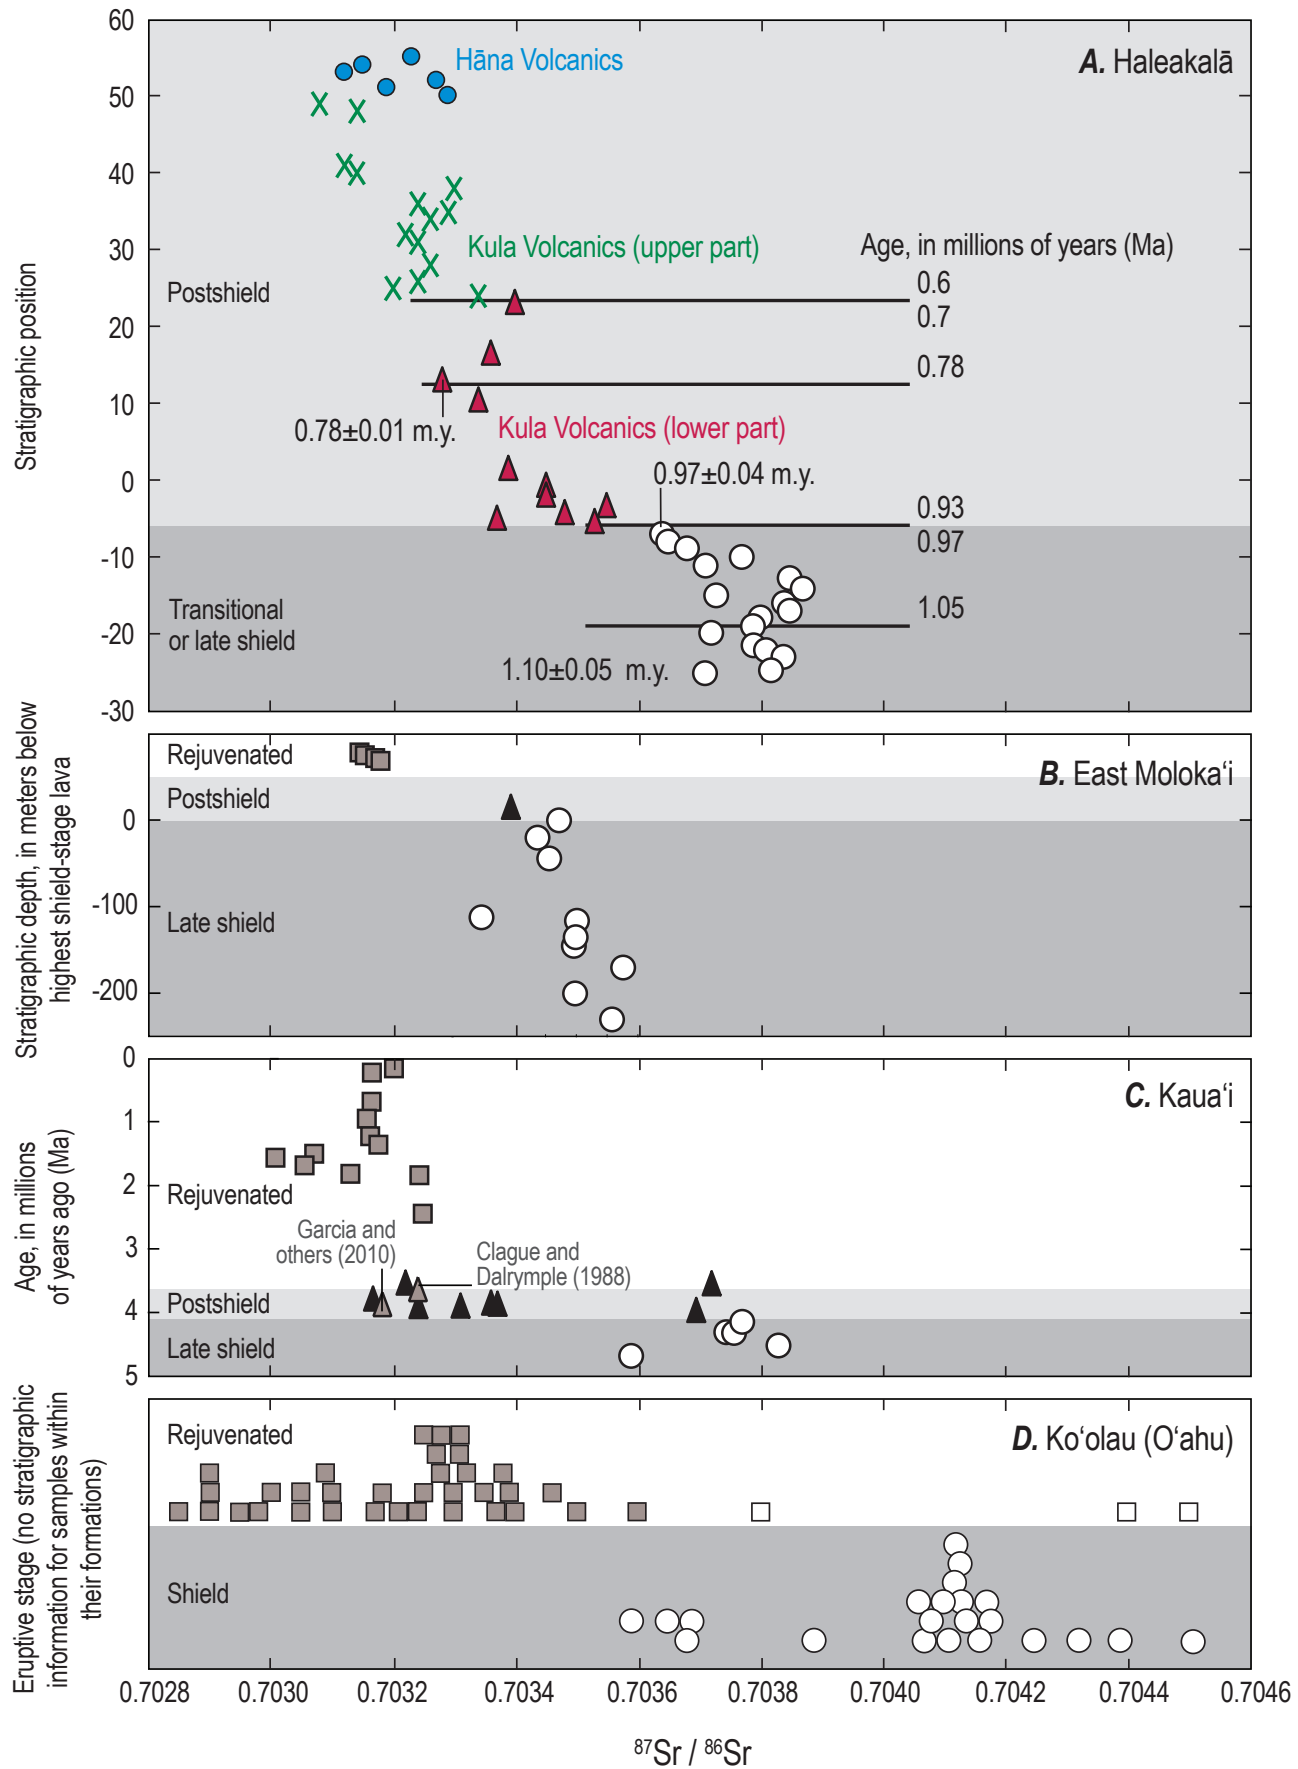 60
50
40
30
20
10
0
-10
-20
-30
Stratigraphic position
A. Haleakalā
Hāna Volcanics
Kula Volcanics (upper part)
Age, in millions of years (Ma)
0.6
Postshield
0.7
0.78
0.78±0.01 m.y.
Kula Volcanics (lower part)
0.97±0.04 m.y.
0.93
0.97
Transitional
or late shield
1.05
1.10±0.05 m.y.
Stratigraphic depth, in meters below
highest shield-stage lava
0
-100
-200
B. East Moloka‘i
Rejuvenated
Postshield
Late shield
Age, in millions
of years ago (Ma)
0
1
2
3
4
5
C. Kaua‘i
Rejuvenated
Garcia and
others (2010)
Clague and
Dalrymple (1988)
Postshield
Late shield
Eruptive stage (no stratigraphic
information for samples within
their formations)
D. Ko‘olau (O‘ahu)
Rejuvenated
Shield
0.7028 0.7030 0.7032 0.7034 0.7036 0.7038 0.7040 0.7042 0.7044 0.7046
⁸⁷Sr / ⁸⁶Sr